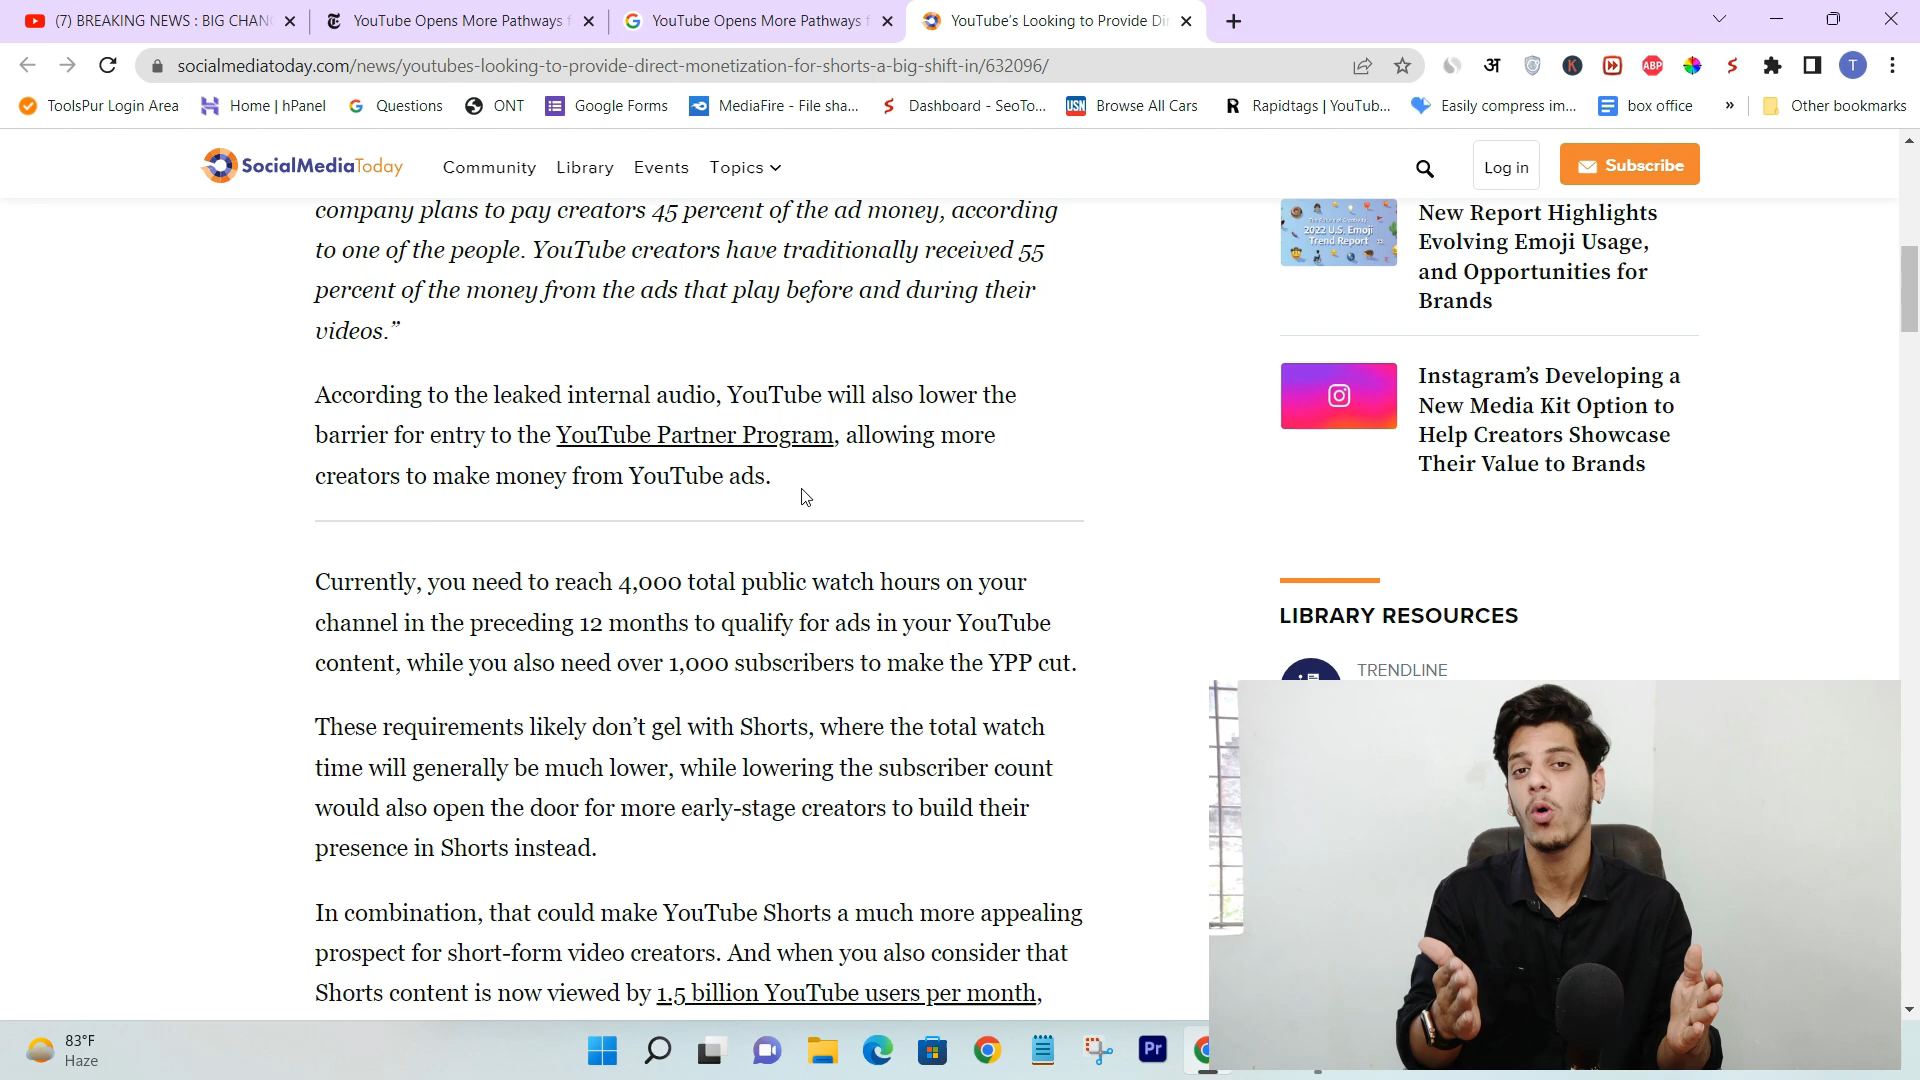 (7) BREAKING NEWS : BIG CHAN
YouTube Opens More Pathways f
YouTube Opens More Pathways f
YouTube's Looking to Provide Dir
socialmediatoday.com/news/youtubes-looking-to-provide-direct-monetization-for-shorts-a-big-shift-in/632096/
अ
K
ABP
T
ToolsPur Login Area
Home | hPanel
Questions
ONT
Google Forms
MediaFire - File sha...
Dashboard - SeoTo...
USN
Browse All Cars
Rapidtags | YouTub...
Easily compress im...
box office
»
Other bookmarks
SocialMediaToday
Community
Library
Events
Topics
Log in
Subscribe
company plans to pay creators 45 percent of the ad money, according
to one of the people. YouTube creators have traditionally received 55
percent of the money from the ads that play before and during their
videos.”
According to the leaked internal audio, YouTube will also lower the
barrier for entry to the YouTube Partner Program, allowing more
creators to make money from YouTube ads.
Currently, you need to reach 4,000 total public watch hours on your
channel in the preceding 12 months to qualify for ads in your YouTube
content, while you also need over 1,000 subscribers to make the YPP cut.
These requirements likely don’t gel with Shorts, where the total watch
time will generally be much lower, while lowering the subscriber count
would also open the door for more early-stage creators to build their
presence in Shorts instead.
In combination, that could make YouTube Shorts a much more appealing
prospect for short-form video creators. And when you also consider that
Shorts content is now viewed by 1.5 billion YouTube users per month,
2022 U.S. Emoji
Trend Report
New Report Highlights
Evolving Emoji Usage,
and Opportunities for
Brands
Instagram’s Developing a
New Media Kit Option to
Help Creators Showcase
Their Value to Brands
LIBRARY RESOURCES
TRENDLINE
83°F
Haze
Pr